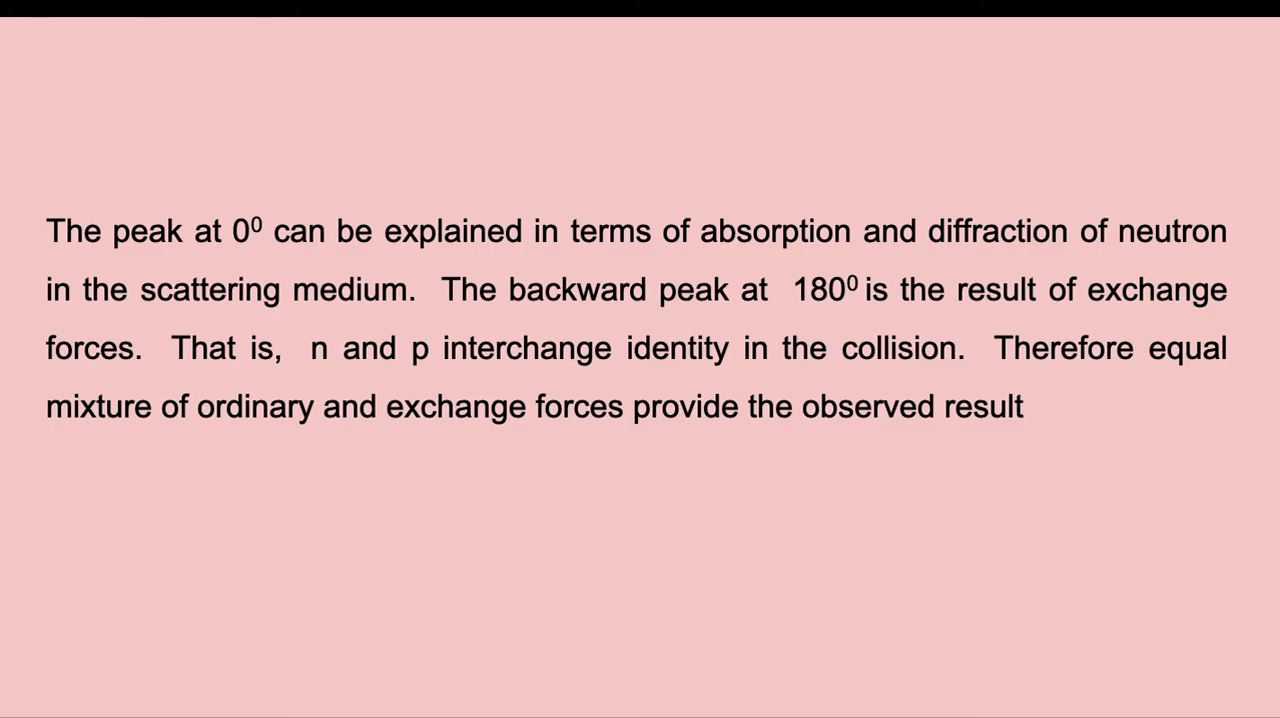 The peak at 0⁰ can be explained in terms of absorption and diffraction of neutron
in the scattering medium. The backward peak at 180⁰ is the result of exchange
forces. That is, n and p interchange identity in the collision. Therefore equal
mixture of ordinary and exchange forces provide the observed result